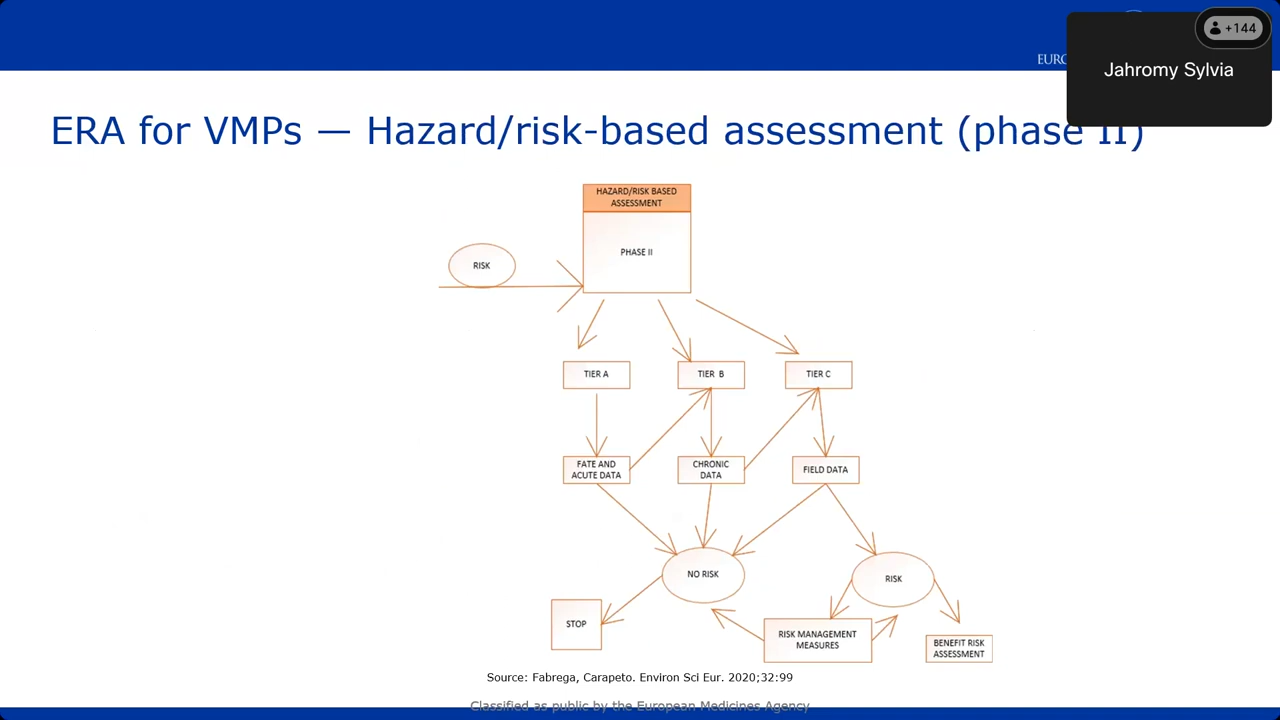 +144
EURO
Jahromy Sylvia
ERA for VMPs — Hazard/risk-based assessment (phase II)
HAZARD/RISK BASED
ASSESSMENT
PHASE II
RISK
TIER A
TIER B
TIER C
FATE AND
ACUTE DATA
CHRONIC
DATA
FIELD DATA
NO RISK
RISK
STOP
RISK MANAGEMENT
MEASURES
BENEFIT RISK
ASSESSMENT
Source: Fabrega, Carapeto. Environ Sci Eur. 2020;32:99
Classified as public by the European Medicines Agency